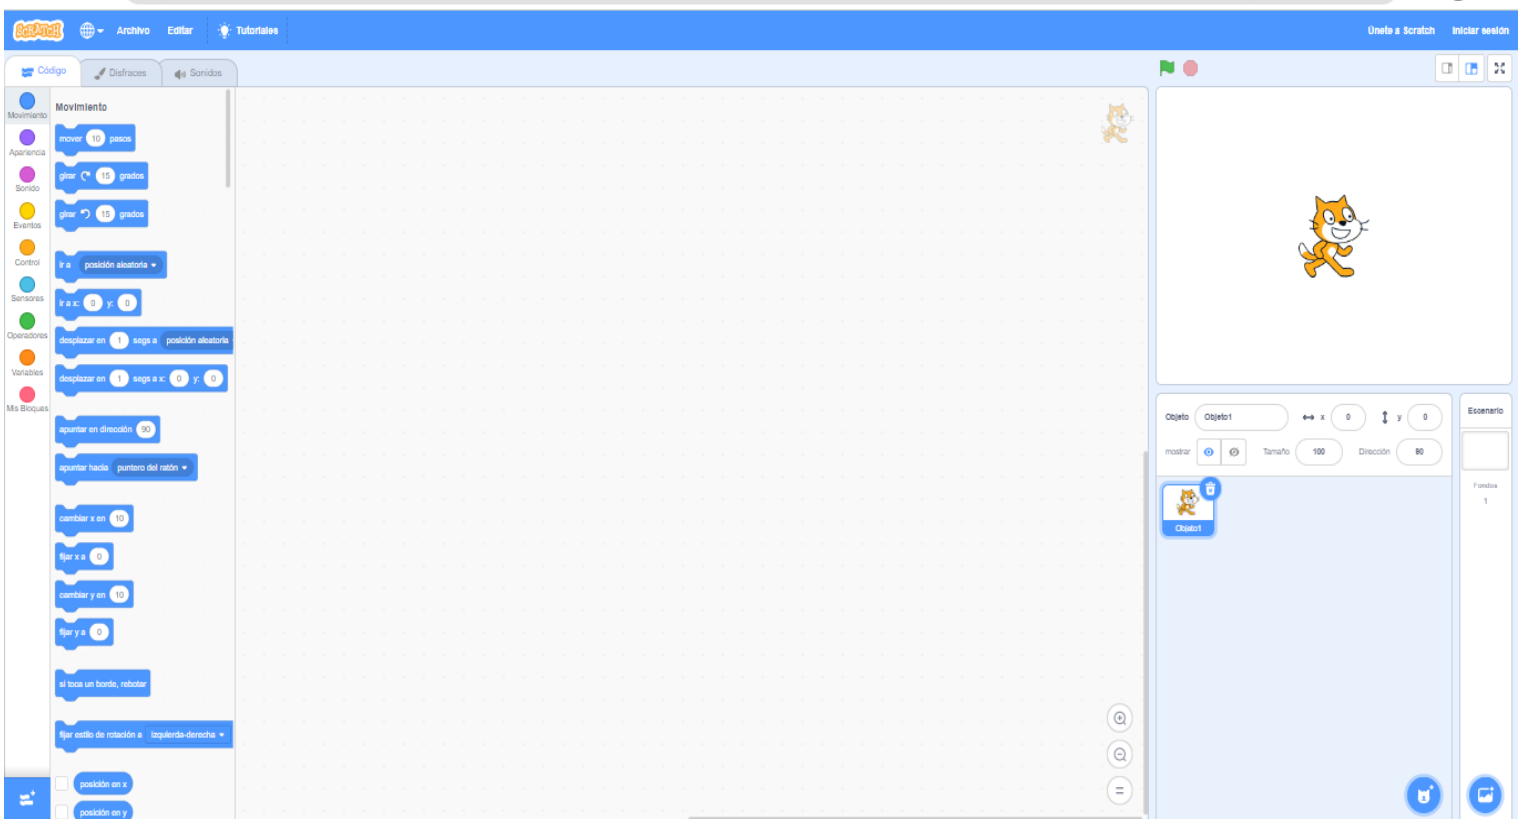 SCRATCH Archivo Editar Tutoriales Únete a Scratch Iniciar sesión
Código Disfraces Sonidos
Movimiento
Apariencia
Sonido
Eventos
Control
Sensores
Operadores
Variables
Mis Bloques
Movimiento
mover 10 pasos
girar 15 grados
girar 15 grados
ir a posición aleatoria
ir a x: 0 y: 0
desplazar en 1 segs a posición aleatoria
desplazar en 1 segs a x: 0 y: 0
apuntar en dirección 90
apuntar hacia puntero del ratón
cambiar x en 10
fijar x a 0
cambiar y en 10
fijar y a 0
si toca un borde, rebotar
fijar estilo de rotación a izquierda-derecha
posición en x
posición en y
Objeto Objeto1 x 0 y 0
mostrar Tamaño 100 Dirección 90
Objeto1
Escenario
Fondos
1